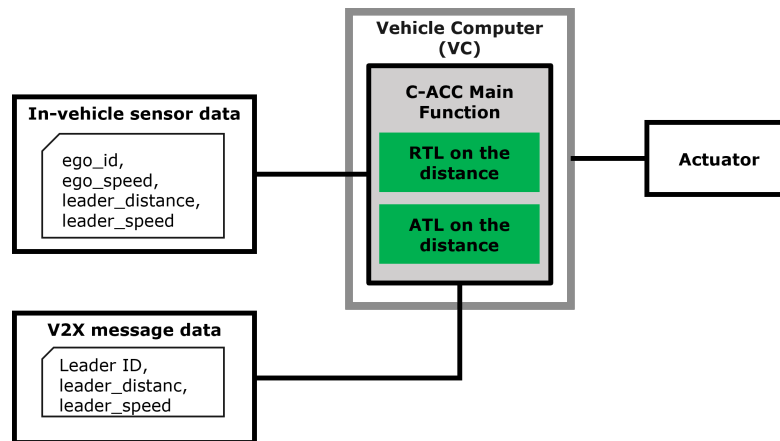 Vehicle Computer
(VC)
C-ACC Main
Function
RTL on the
distance
ATL on the
distance
In-vehicle sensor data
ego_id,
ego_speed,
leader_distance,
leader_speed
Actuator
V2X message data
Leader ID,
leader_distanc,
leader_speed